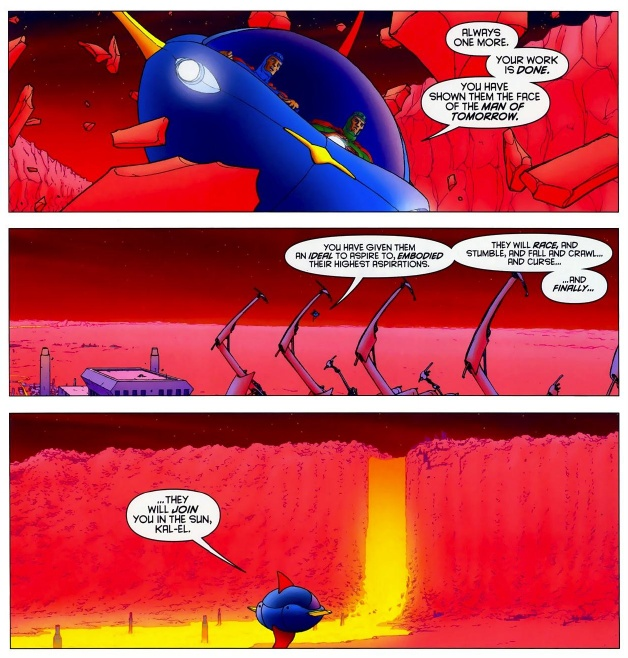 ALWAYS
ONE MORE.
YOUR WORK
IS DONE.
YOU HAVE
SHOWN THEM THE FACE
OF THE MAN OF
TOMORROW.
YOU HAVE GIVEN THEM
AN IDEAL TO ASPIRE TO, EMBODIED
THEIR HIGHEST ASPIRATIONS.
THEY WILL RACE, AND
STUMBLE, AND FALL AND CRAWL...
AND CURSE...
...AND
FINALLY...
...THEY
WILL JOIN
YOU IN THE SUN,
KAL-EL.